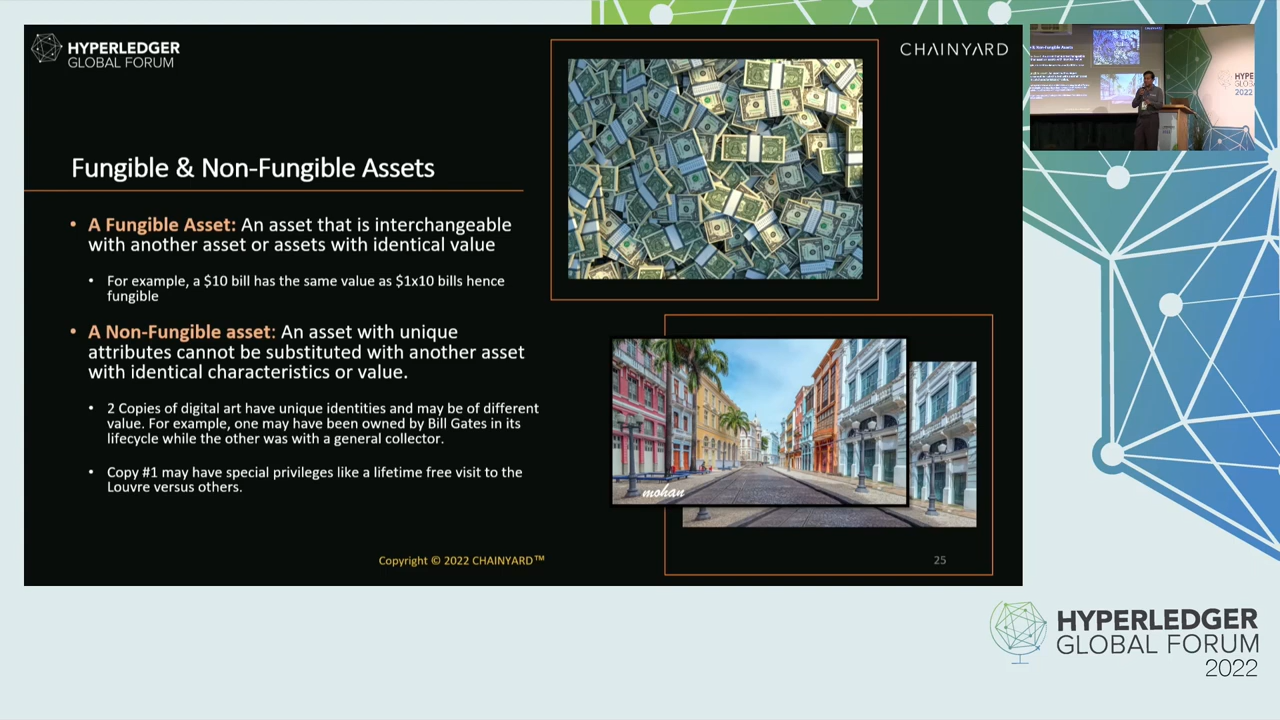 HYPERLEDGER
GLOBAL FORUM
CHAINYARD
Fungible & Non-Fungible Assets
• A Fungible Asset: An asset that is interchangeable
with another asset or assets with identical value
• For example, a $10 bill has the same value as $1x10 bills hence
fungible
• A Non-Fungible asset: An asset with unique
attributes cannot be substituted with another asset
with identical characteristics or value.
• 2 Copies of digital art have unique identities and may be of different
value. For example, one may have been owned by Bill Gates in its
lifecycle while the other was with a general collector.
• Copy #1 may have special privileges like a lifetime free visit to the
Louvre versus others.
mohan
Copyright © 2022 CHAINYARD™
25
HYPERLEDGER
GLOBAL FORUM
2022